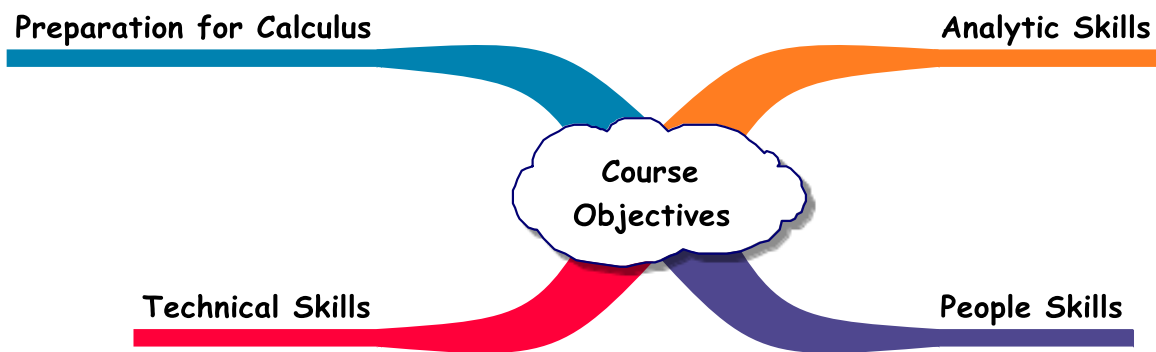 Preparation for Calculus
Analytic Skills
Course
Objectives
Technical Skills
People Skills